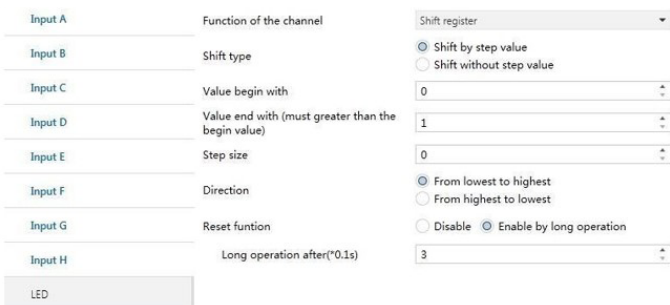 Input A
Input B
Input C
Input D
Input E
Input F
Input G
Input H
LED
Function of the channel
Shift register
Shift type
Shift by step value
Shift without step value
Value begin with
0
Value end with (must greater than the
begin value)
1
Step size
0
Direction
From lowest to highest
From highest to lowest
Reset funtion
Disable
Enable by long operation
Long operation after(*0.1s)
3